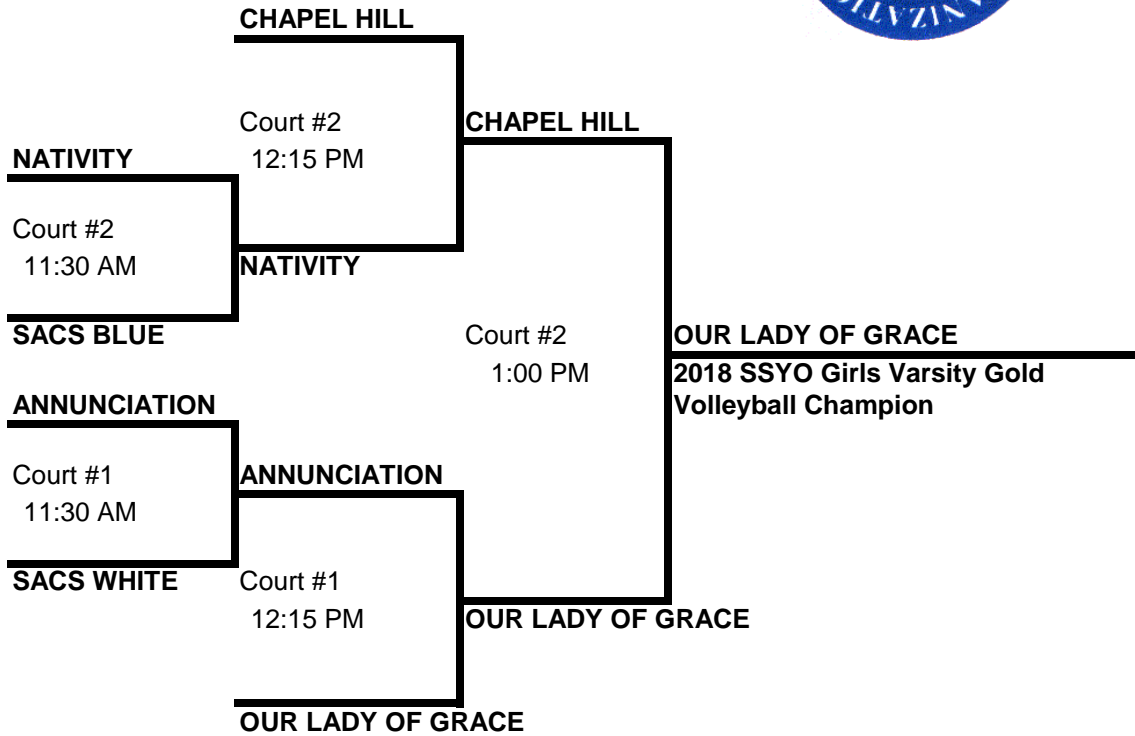 CHAPEL HILL
Court #2
12:15 PM
CHAPEL HILL
NATIVITY
Court #2
11:30 AM
NATIVITY
SACS BLUE
Court #2
1:00 PM
OUR LADY OF GRACE
2018 SSYO Girls Varsity Gold
Volleyball Champion
ANNUNCIATION
Court #1
11:30 AM
ANNUNCIATION
SACS WHITE
Court #1
12:15 PM
OUR LADY OF GRACE
OUR LADY OF GRACE